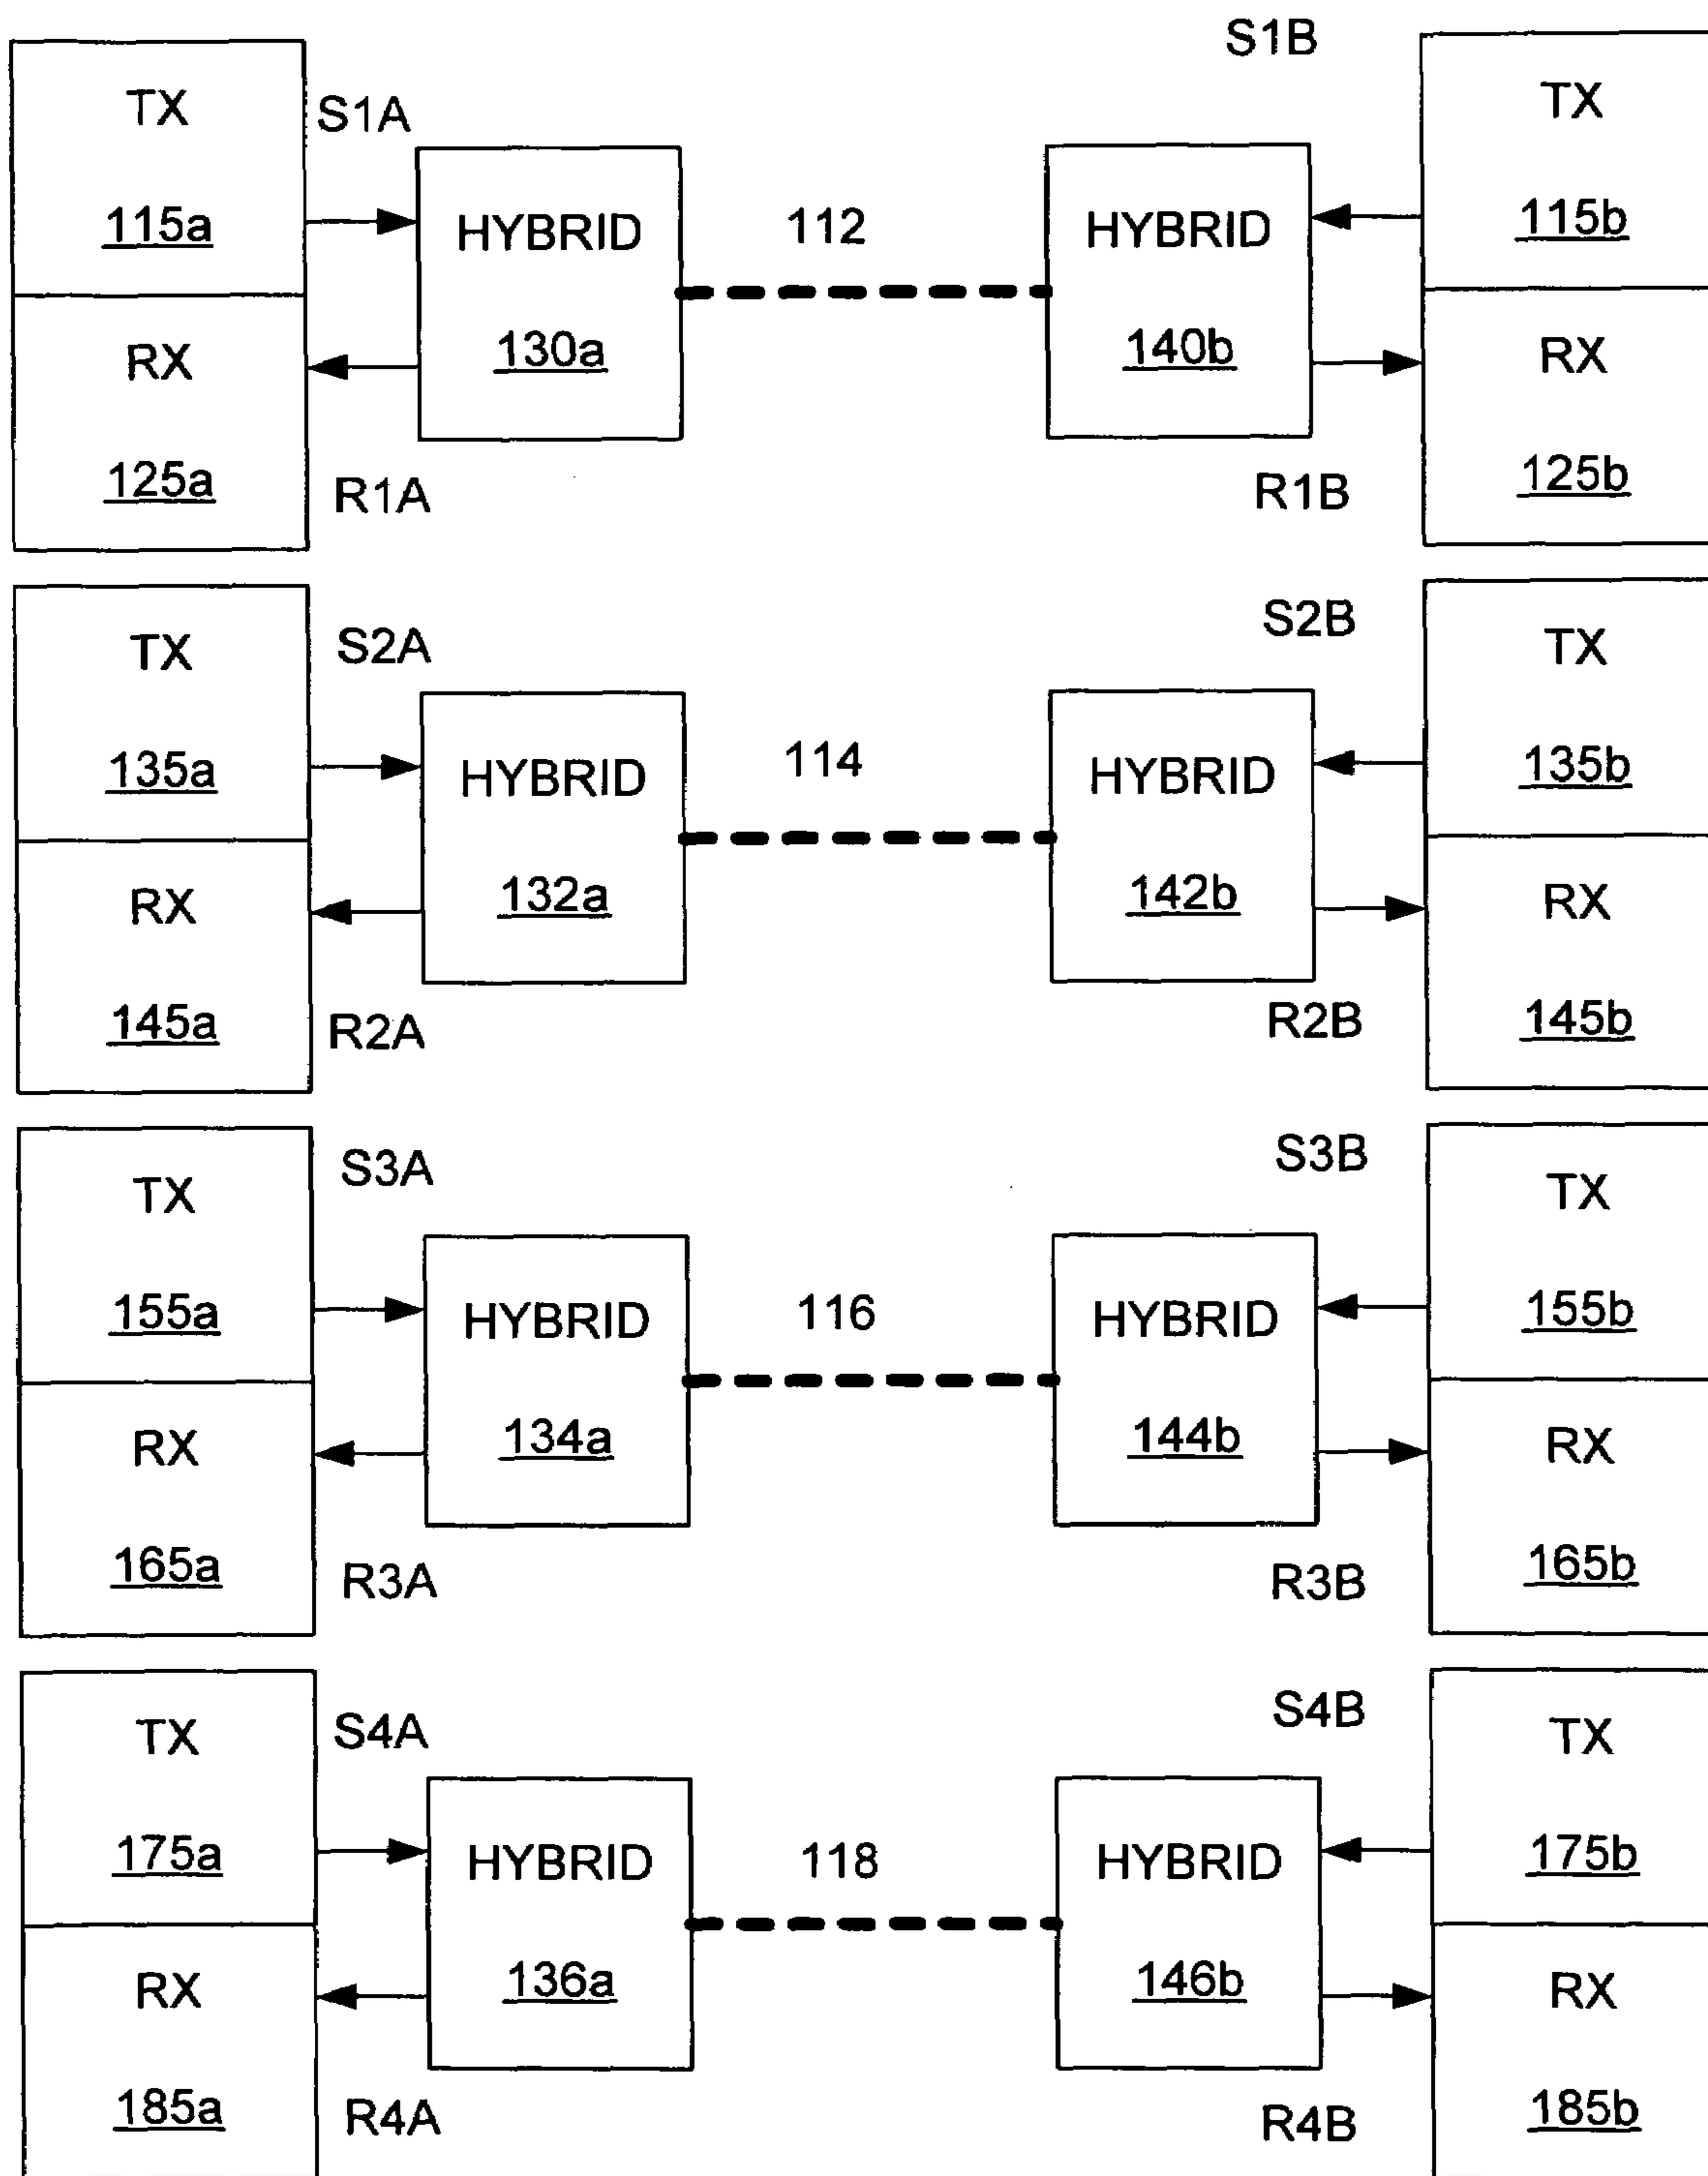 S1B
TX
S1A
TX
115a
HYBRID
112
HYBRID
115b
RX
130a
140b
RX
125a
R1A
R1B
125b
TX
S2A
S2B
TX
135a
HYBRID
114
HYBRID
135b
RX
132a
142b
RX
145a
R2A
R2B
145b
TX
S3A
S3B
TX
155a
HYBRID
116
HYBRID
155b
RX
134a
144b
RX
165a
R3A
R3B
165b
TX
S4A
S4B
TX
175a
HYBRID
118
HYBRID
175b
RX
136a
146b
RX
185a
R4A
R4B
185b